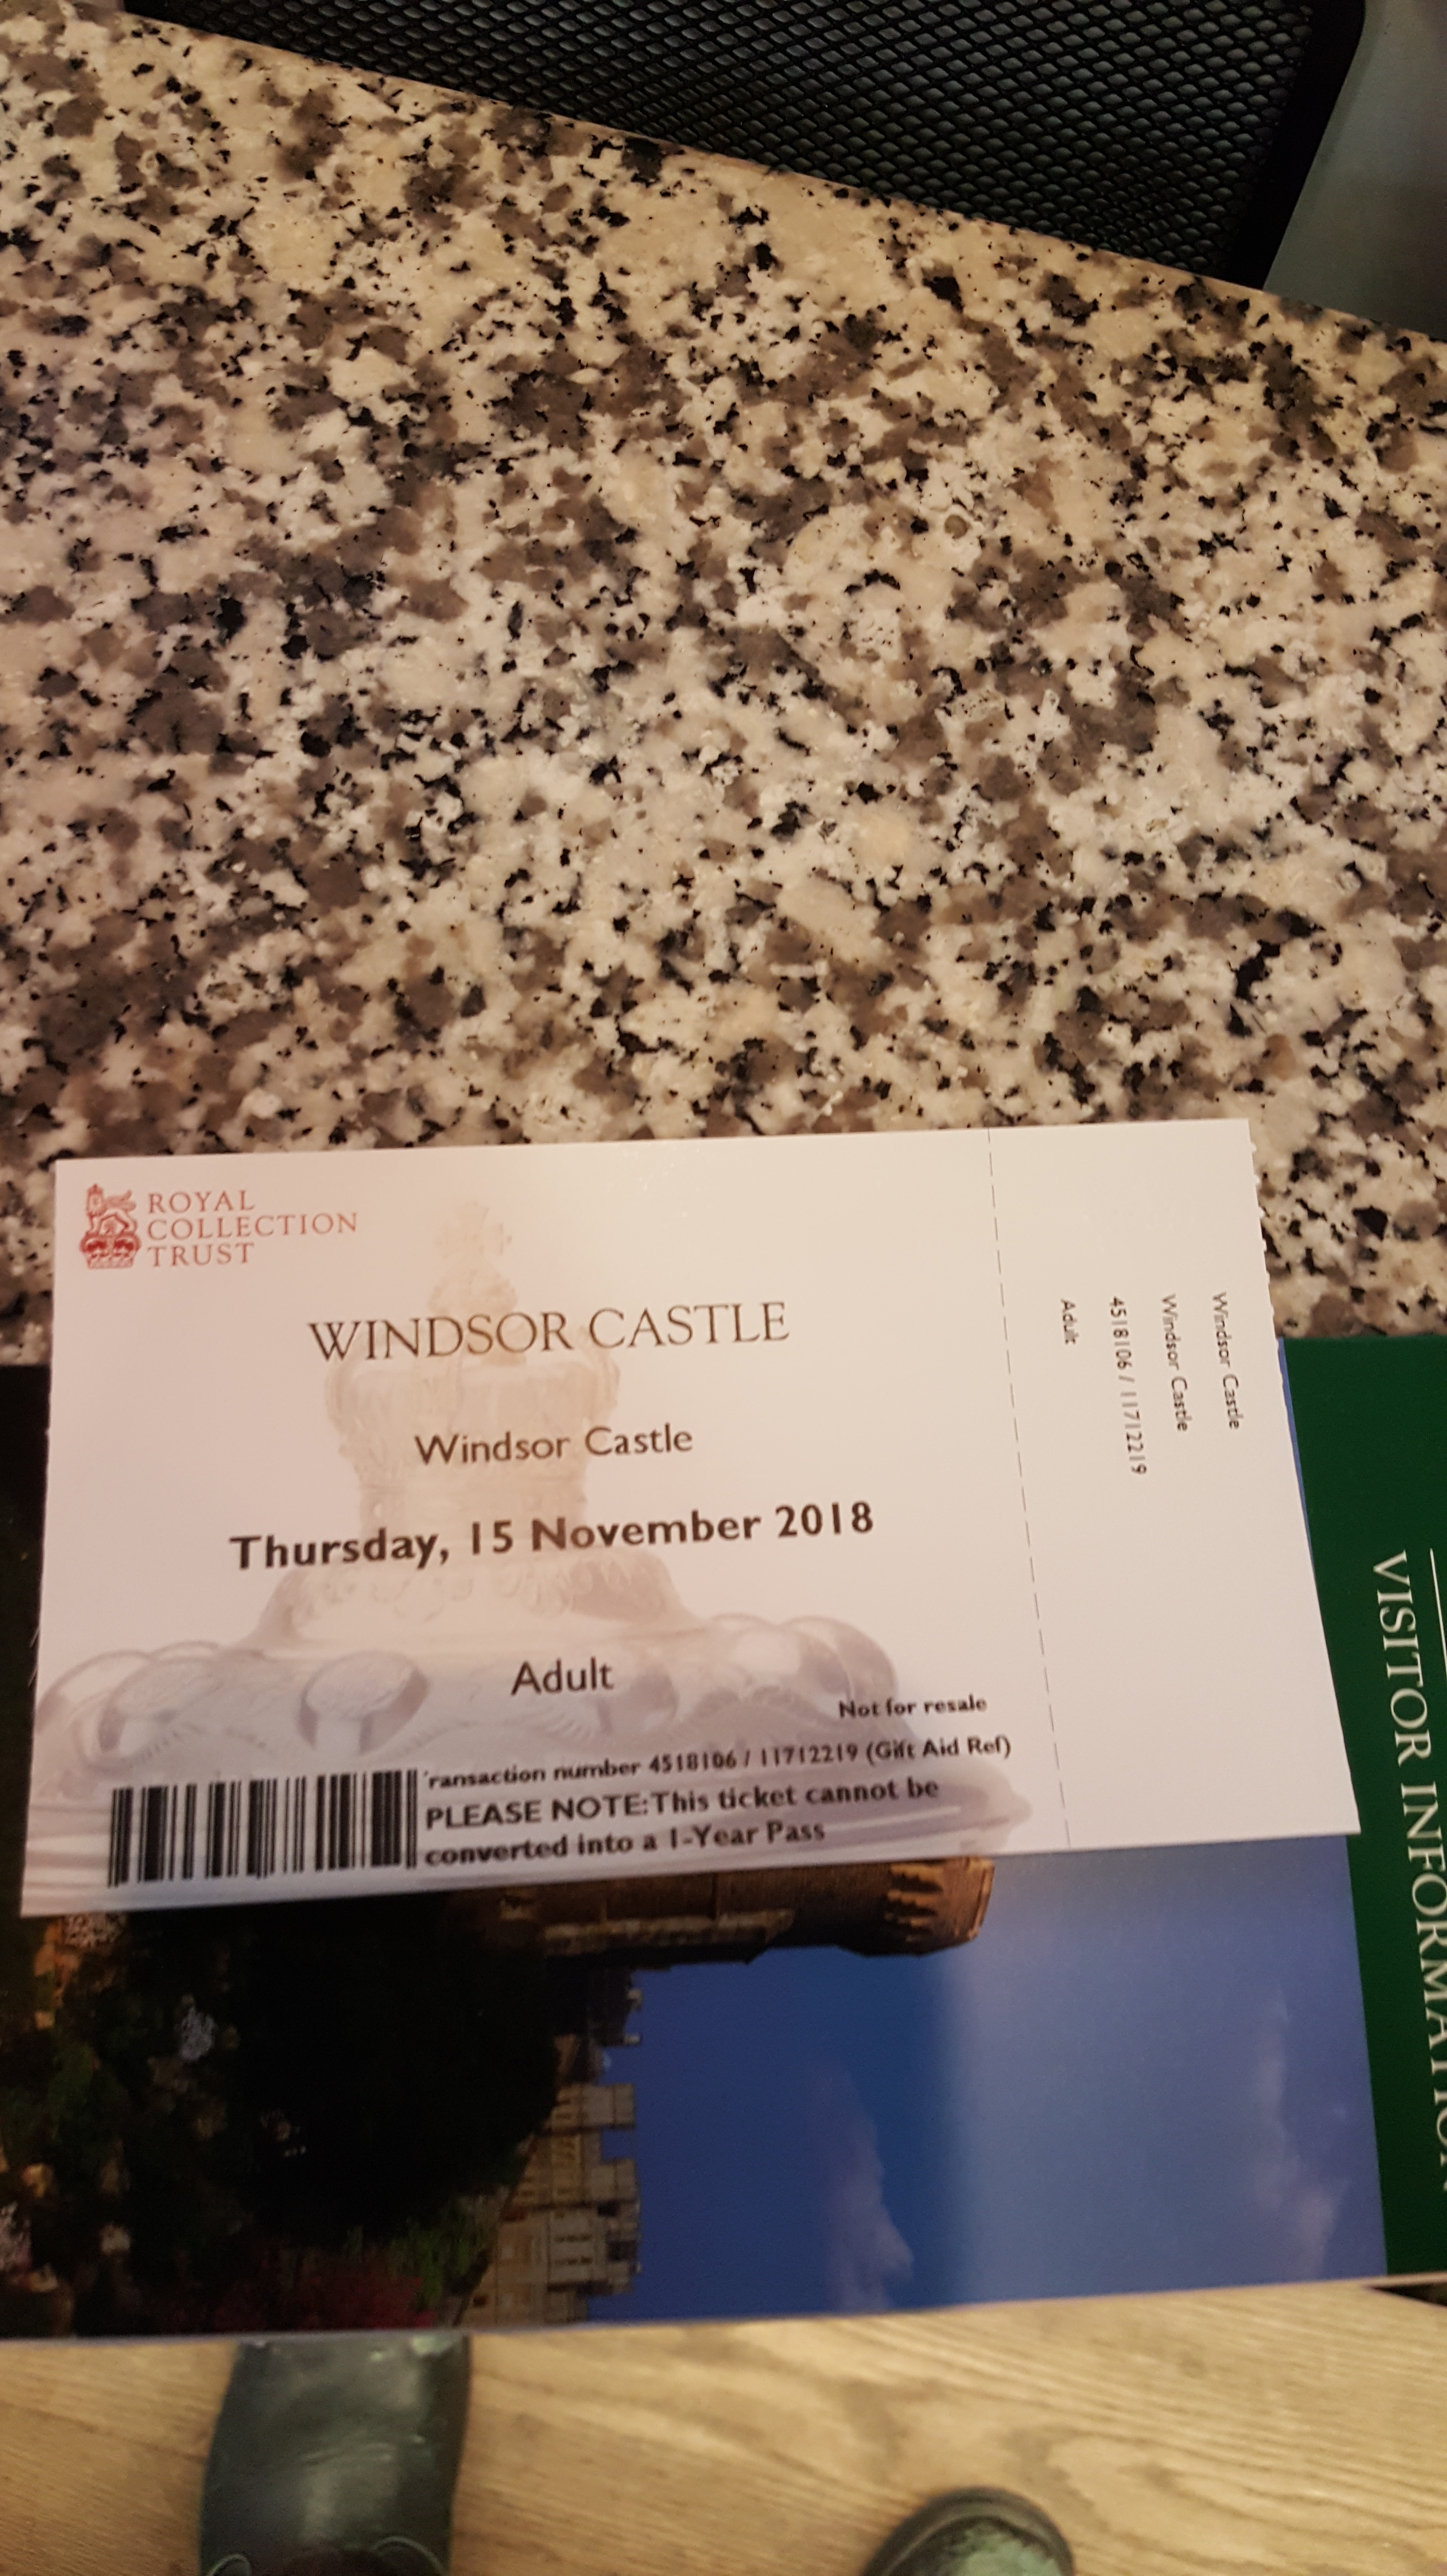 ROYAL
COLLECTION
TRUST
WINDSOR CASTLE
Windsor Castle
Thursday, 15 November 2018
Adult
Not for resale
ransaction number 4518106 / 11712219 (Gift Aid Ref)
PLEASE NOTE:This ticket cannot be
converted into a 1-Year Pass
Windsor Castle
Windsor Castle
4518106 / 11712219
Adult
VISITOR INFORMATION